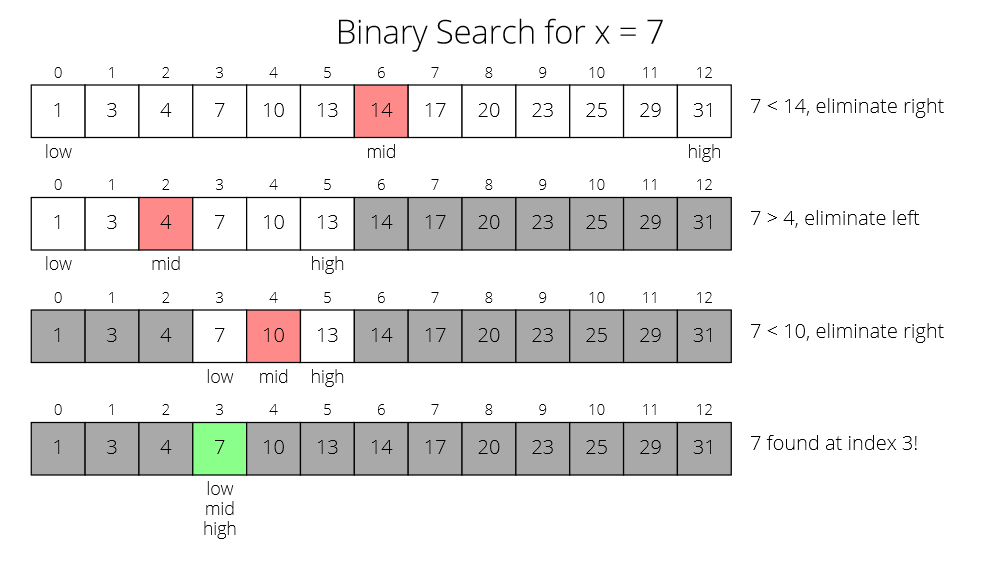 Binary Search for x = 7
0 1 2 3 4 5 6 7 8 9 10 11 12
1 3 4 7 10 13 14 17 20 23 25 29 31 7 < 14, eliminate right
low mid high
0 1 2 3 4 5 6 7 8 9 10 11 12
1 3 4 7 10 13 14 17 20 23 25 29 31 7 > 4, eliminate left
low mid high
0 1 2 3 4 5 6 7 8 9 10 11 12
1 3 4 7 10 13 14 17 20 23 25 29 31 7 < 10, eliminate right
low mid high
0 1 2 3 4 5 6 7 8 9 10 11 12
1 3 4 7 10 13 14 17 20 23 25 29 31 7 found at index 3!
low
mid
high